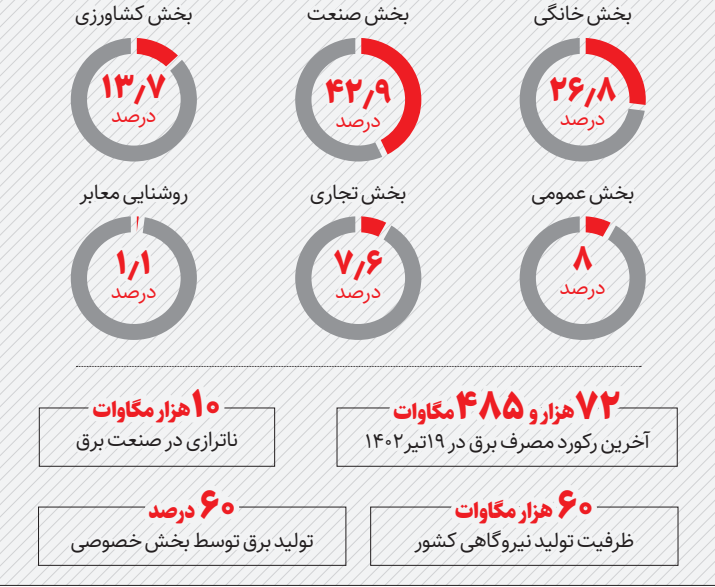 بخش خانگی
۲۶٫۸
درصد
بخش صنعت
۴۲٫۹
درصد
بخش کشاورزی
۱۳٫۷
درصد
بخش عمومی
۸
درصد
بخش تجاری
۷٫۶
درصد
روشنایی معابر
۱٫۱
درصد
۷۲ هزار و ۴۸۵ مگاوات
آخرین رکورد مصرف برق در ۱۹تیر ۱۴۰۲
۱۰ هزار مگاوات
ناترازی در صنعت برق
۶۰ هزار مگاوات
ظرفیت تولید نیروگاهی کشور
۶۰ درصد
تولید برق توسط بخش خصوصی